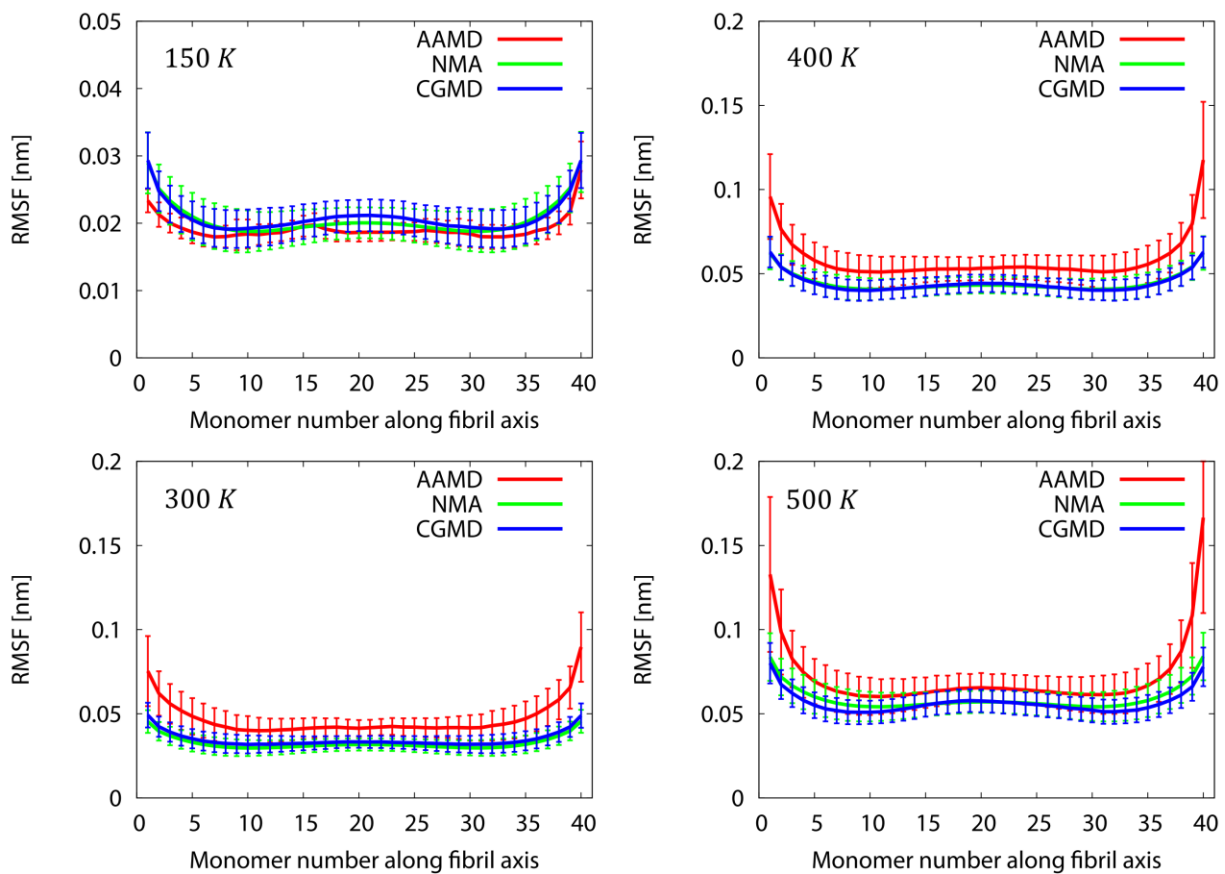 0.05
0.04
0.03
0.02
0.01
0
RMSF [nm]
150 K
AAMD
NMA
CGMD
0 5 10 15 20 25 30 35 40
Monomer number along fibril axis
0.2
0.15
0.1
0.05
0
RMSF [nm]
400 K
AAMD
NMA
CGMD
0 5 10 15 20 25 30 35 40
Monomer number along fibril axis
0.2
0.15
0.1
0.05
0
RMSF [nm]
300 K
AAMD
NMA
CGMD
0 5 10 15 20 25 30 35 40
Monomer number along fibril axis
0.2
0.15
0.1
0.05
0
RMSF [nm]
500 K
AAMD
NMA
CGMD
0 5 10 15 20 25 30 35 40
Monomer number along fibril axis